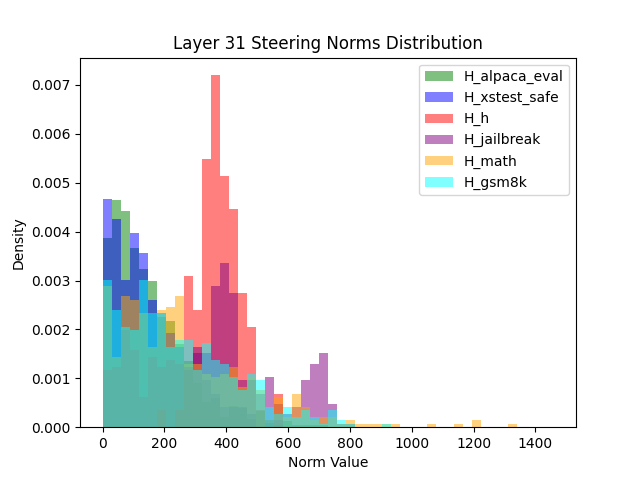 Layer 31 Steering Norms Distribution
H_alpaca_eval
H_xstest_safe
H_h
H_jailbreak
H_math
H_gsm8k
Density
0.007
0.006
0.005
0.004
0.003
0.002
0.001
0.000
0 200 400 600 800 1000 1200 1400
Norm Value